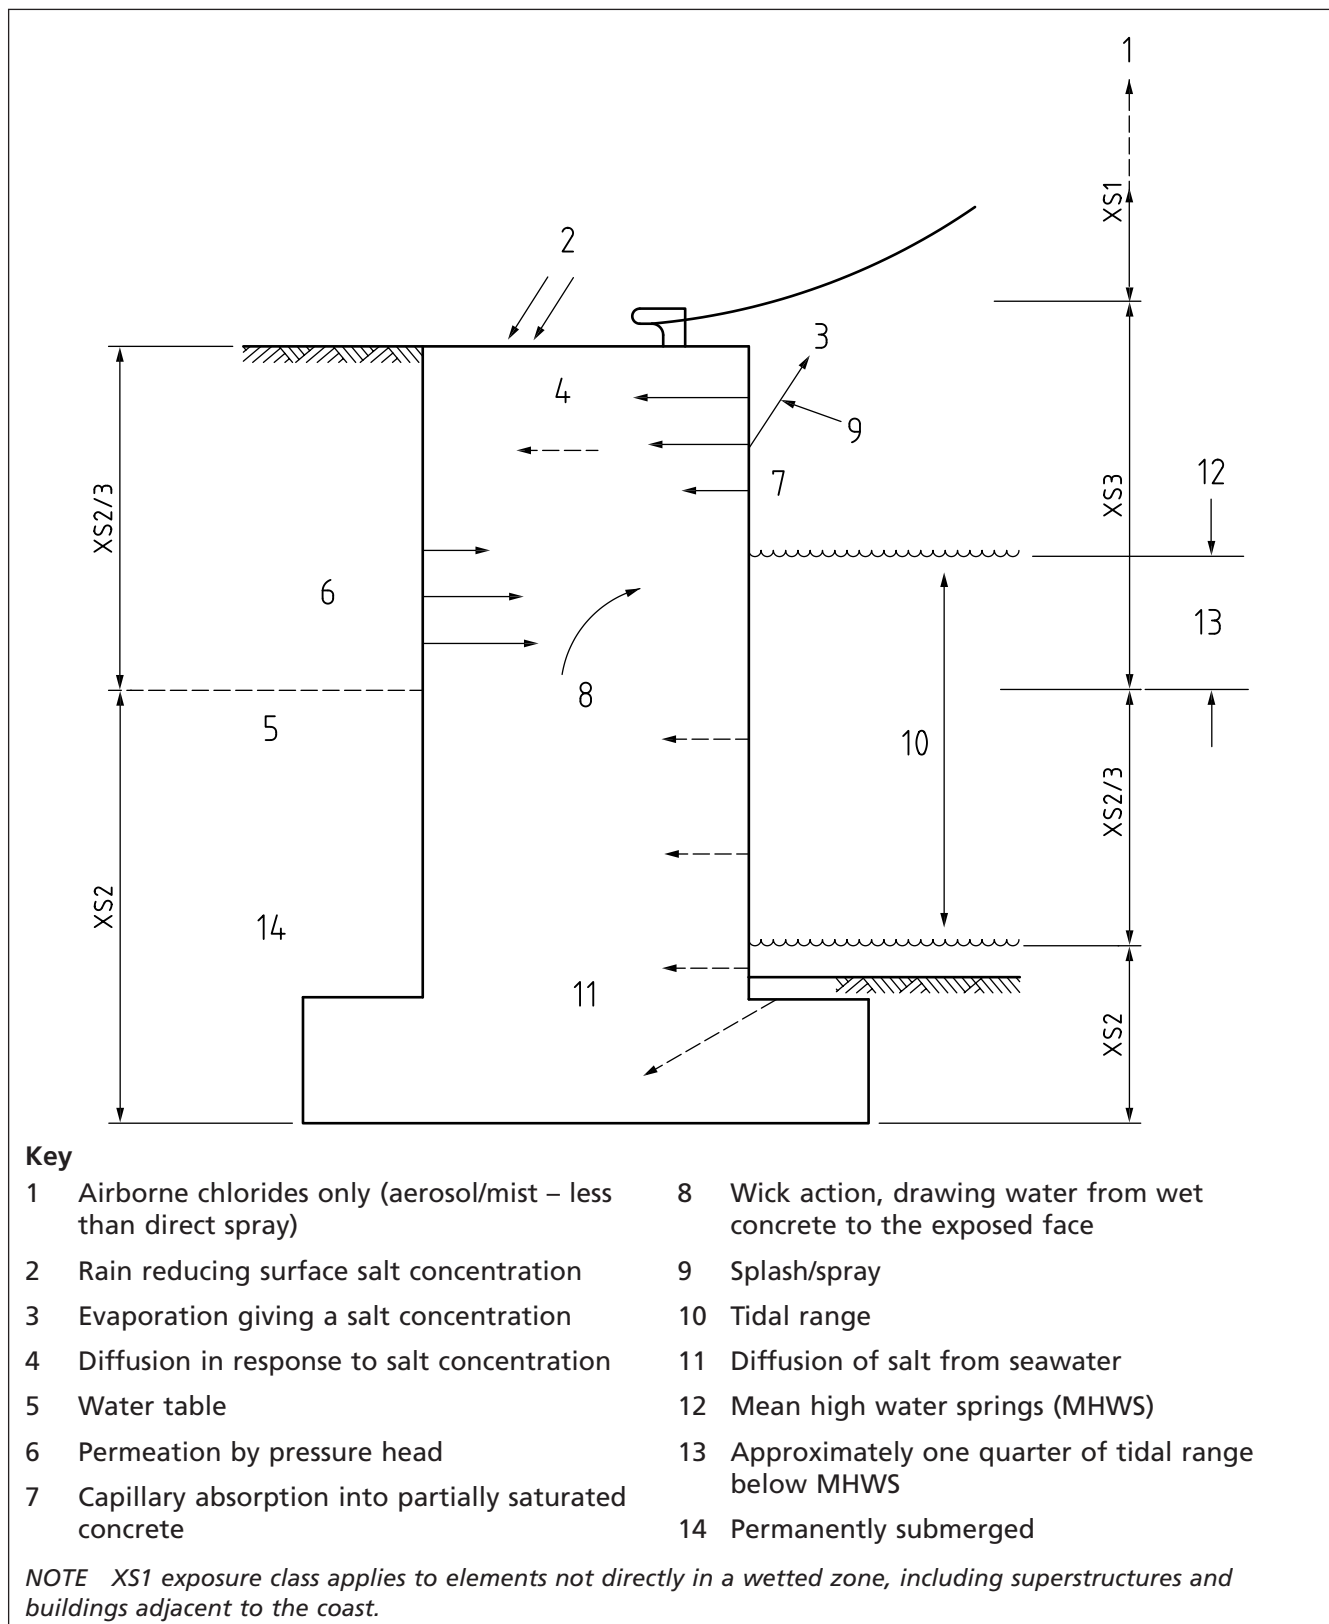 1
XS1
2
3
4
9
7
12
XS3
XS2/3
6
13
8
5
10
XS2/3
XS2
14
11
XS2
Key
1 Airborne chlorides only (aerosol/mist – less
than direct spray)
2 Rain reducing surface salt concentration
3 Evaporation giving a salt concentration
4 Diffusion in response to salt concentration
5 Water table
6 Permeation by pressure head
7 Capillary absorption into partially saturated
concrete
8 Wick action, drawing water from wet
concrete to the exposed face
9 Splash/spray
10 Tidal range
11 Diffusion of salt from seawater
12 Mean high water springs (MHWS)
13 Approximately one quarter of tidal range
below MHWS
14 Permanently submerged
NOTE XS1 exposure class applies to elements not directly in a wetted zone, including superstructures and
buildings adjacent to the coast.